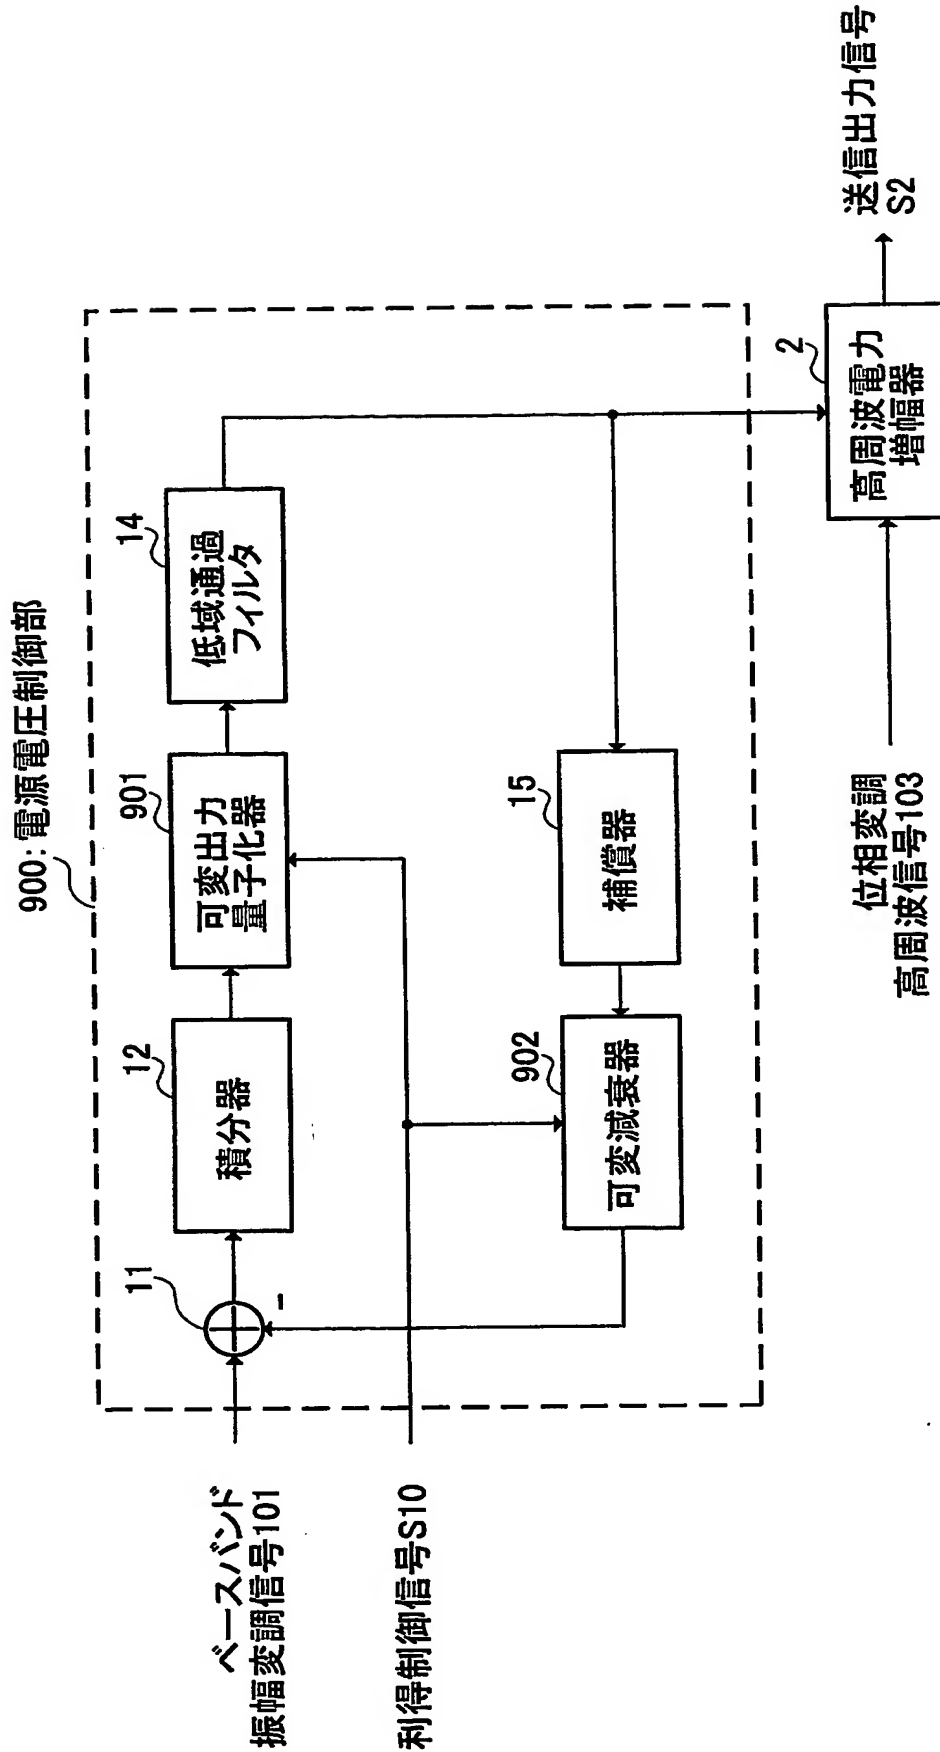 900:電源電圧制御部
ベースバンド
振幅変調信号101
利得制御信号S10
11
-
12
積分器
901
可変出力
量子化器
14
低域通過
フィルタ
902
可変減衰器
15
補償器
位相変調
高周波信号103
2
高周波電力
増幅器
送信出力信号
S2